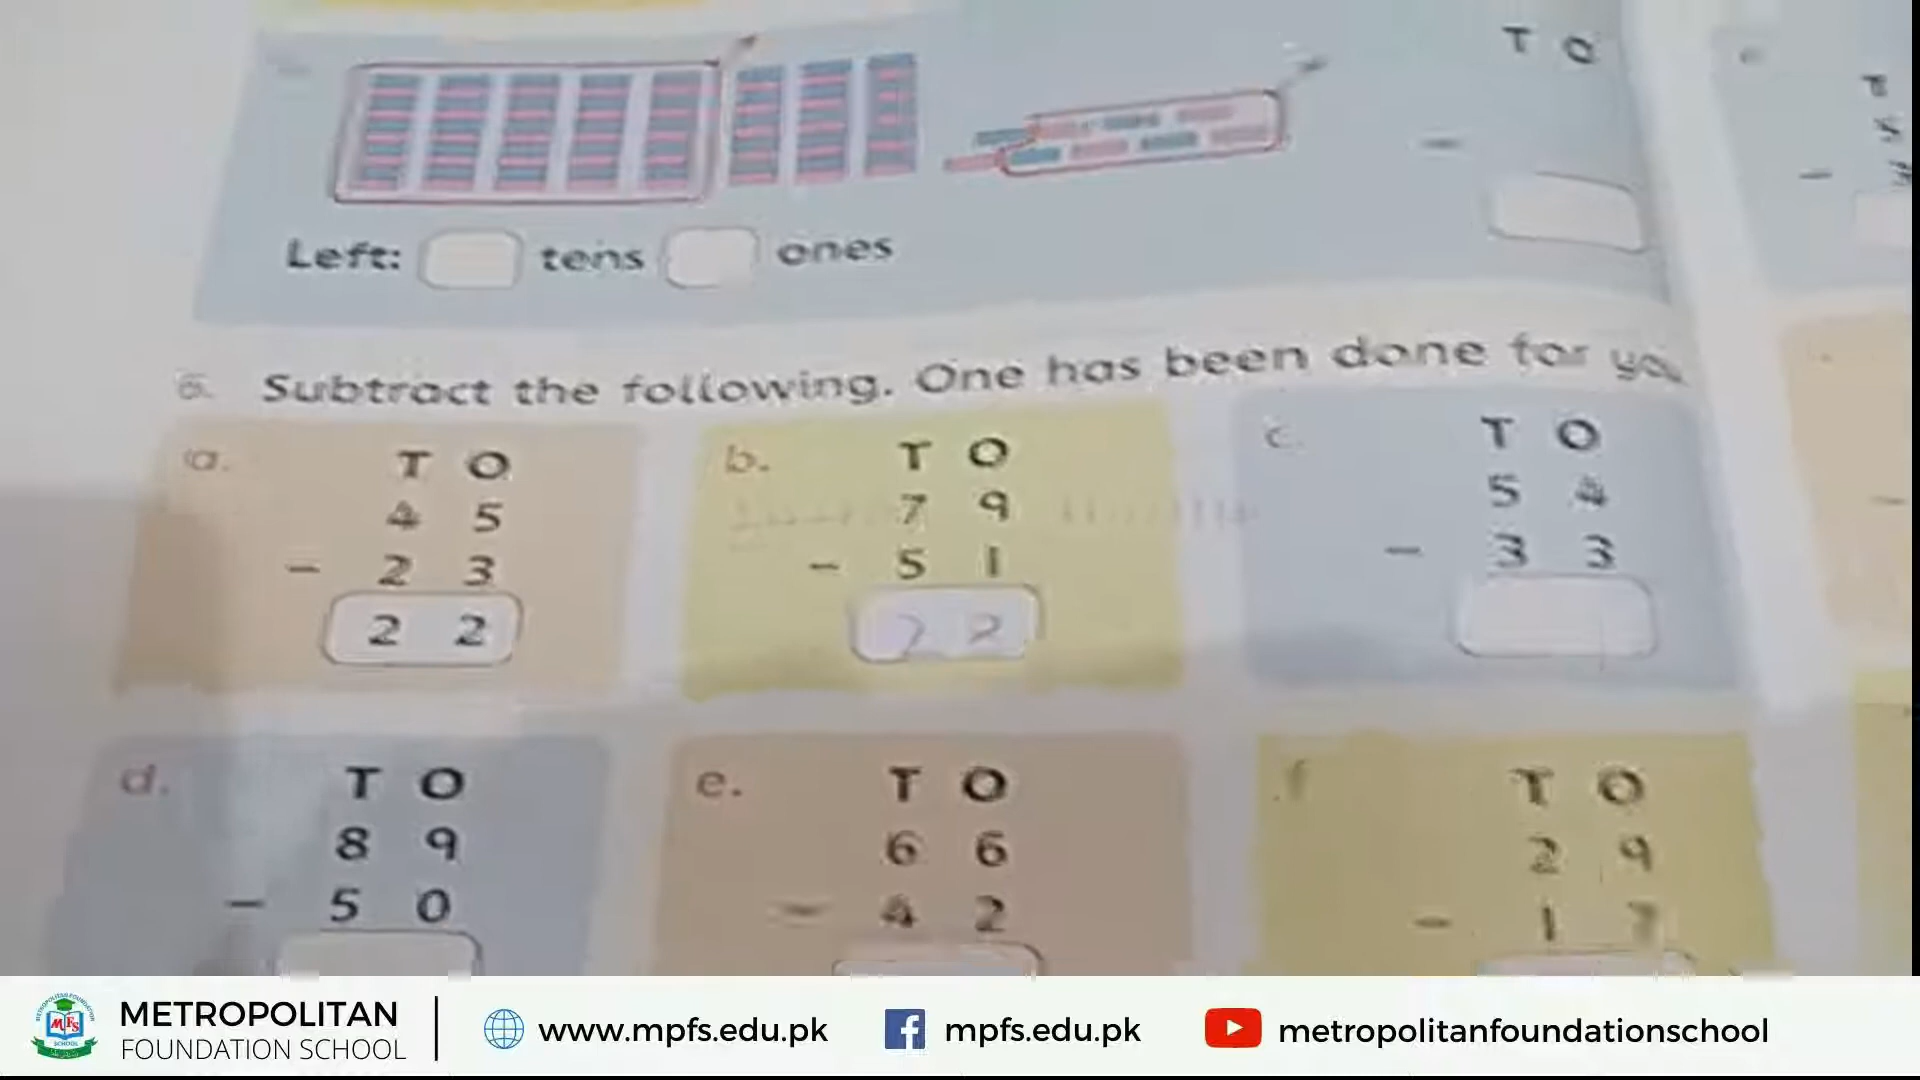 T O
–
Left: tens ones
6. Subtract the following. One has been done for you
a. T O
4 5
– 2 3
2 2
b. T O
7 9
– 5 1
2 2
c. T O
5 4
– 3 3
d. T O
8 9
– 5 0
e. T O
6 6
– 4 2
f T O
2 9
– 1 7
METROPOLITAN
FOUNDATION SCHOOL
www.mpfs.edu.pk
mpfs.edu.pk
metropolitanfoundationschool